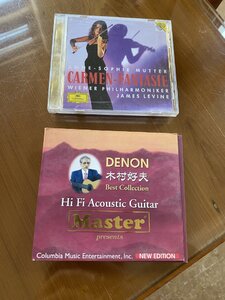 ANNE-SOPHIE MUTTER
CARMEN-FANTASIE
WIENER PHILHARMONIKER
JAMES LEVINE
DENON
木村好夫
Best Collection
Hi Fi Acoustic Guitar
Master
presents
Columbia Music Entertainment, Inc.
NEW EDITION